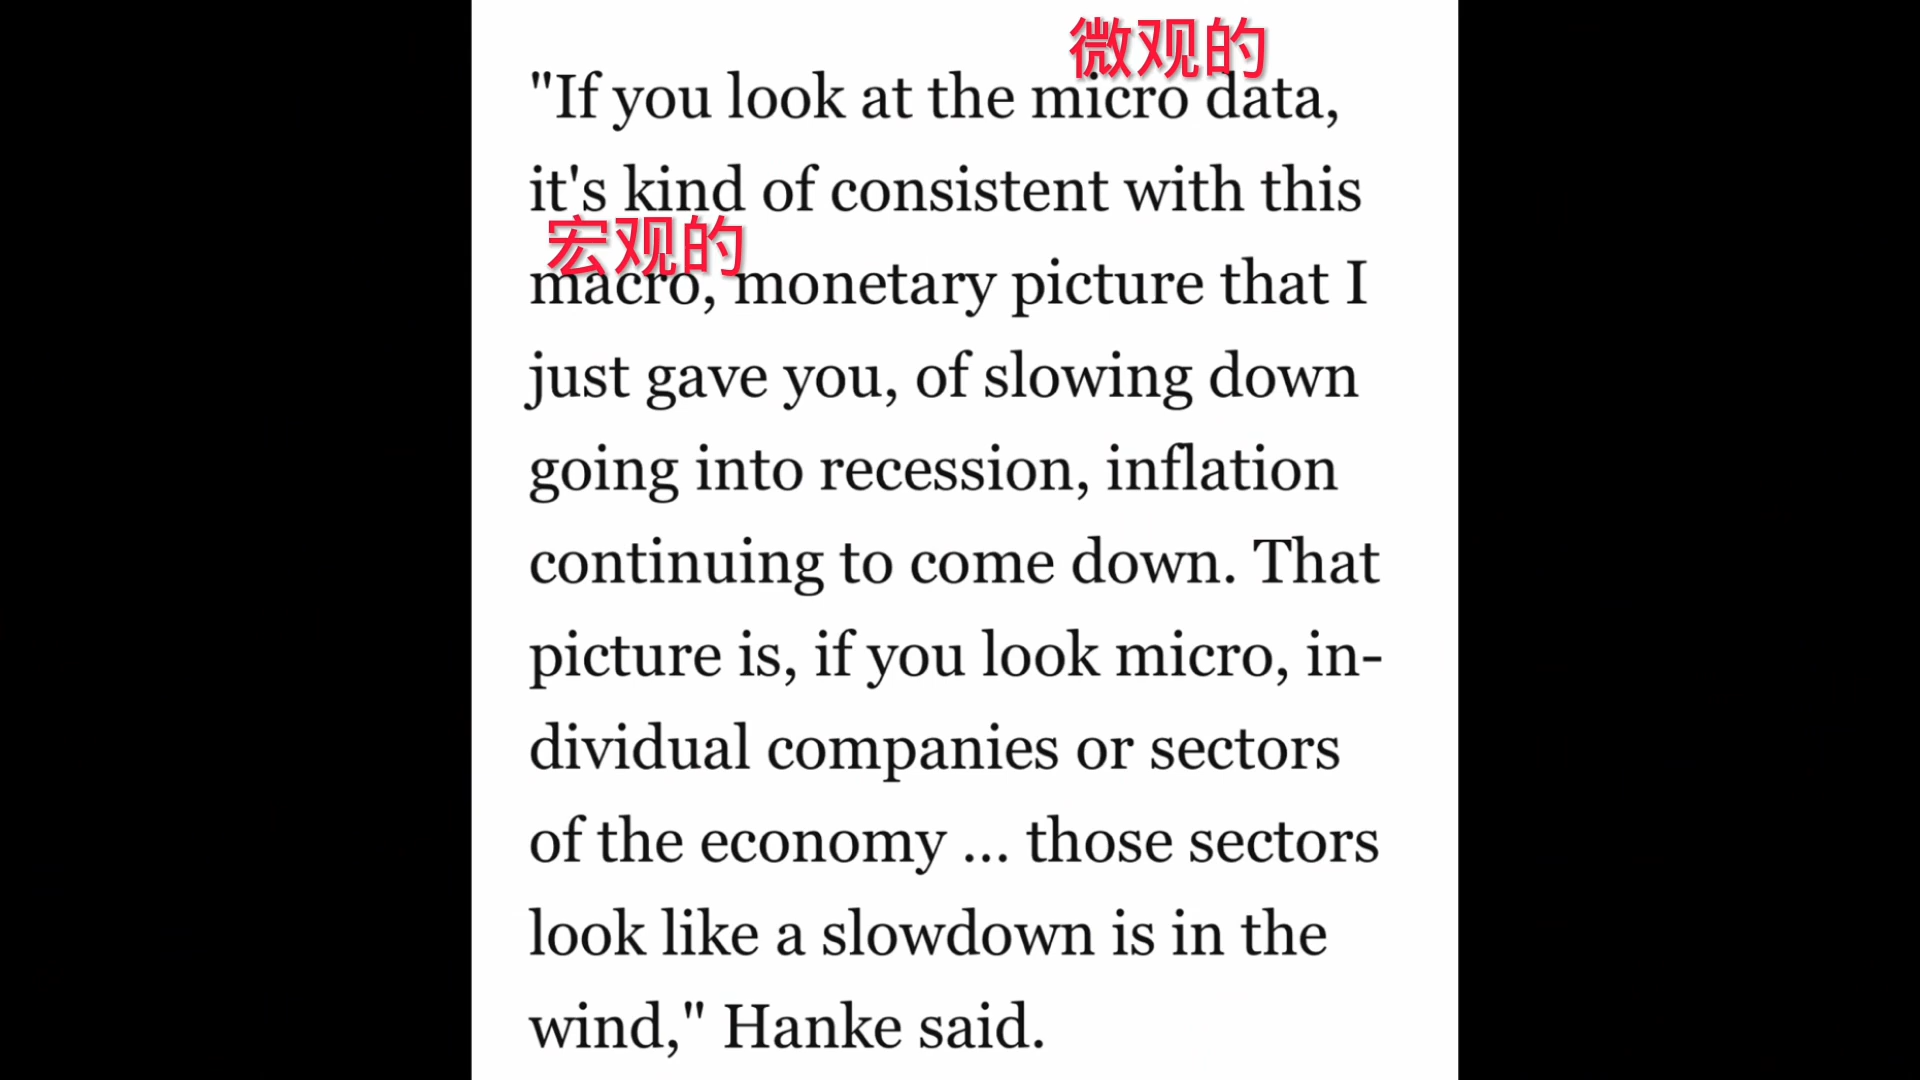 微观的
"If you look at the micro data,
it's kind of consistent with this
宏观的
macro, monetary picture that I
just gave you, of slowing down
going into recession, inflation
continuing to come down. That
picture is, if you look micro, in-
dividual companies or sectors
of the economy ... those sectors
look like a slowdown is in the
wind," Hanke said.